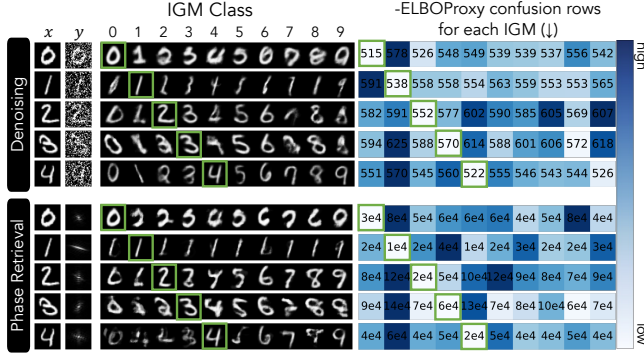 IGM Class
-ELBOProxy confusion rows
for each IGM (↓)
x y 0 1 2 3 4 5 6 7 8 9
Denoising
515 578 526 548 549 539 539 537 556 542
591 538 558 558 554 563 559 553 553 565
582 591 552 577 602 590 585 605 569 607
594 625 588 570 614 588 601 606 572 618
551 570 545 560 522 555 546 543 544 526
Phase Retrieval
3e4 8e4 5e4 6e4 6e4 6e4 4e4 5e4 8e4 4e4
2e4 1e4 2e4 4e4 1e4 2e4 3e4 2e4 2e4 3e4
8e4 12e4 2e4 5e4 10e4 12e4 9e4 8e4 7e4 9e4
9e4 14e4 7e4 6e4 13e4 7e4 8e4 10e4 6e4 7e4
4e4 6e4 4e4 5e4 2e4 5e4 4e4 4e4 4e4 4e4
high
low